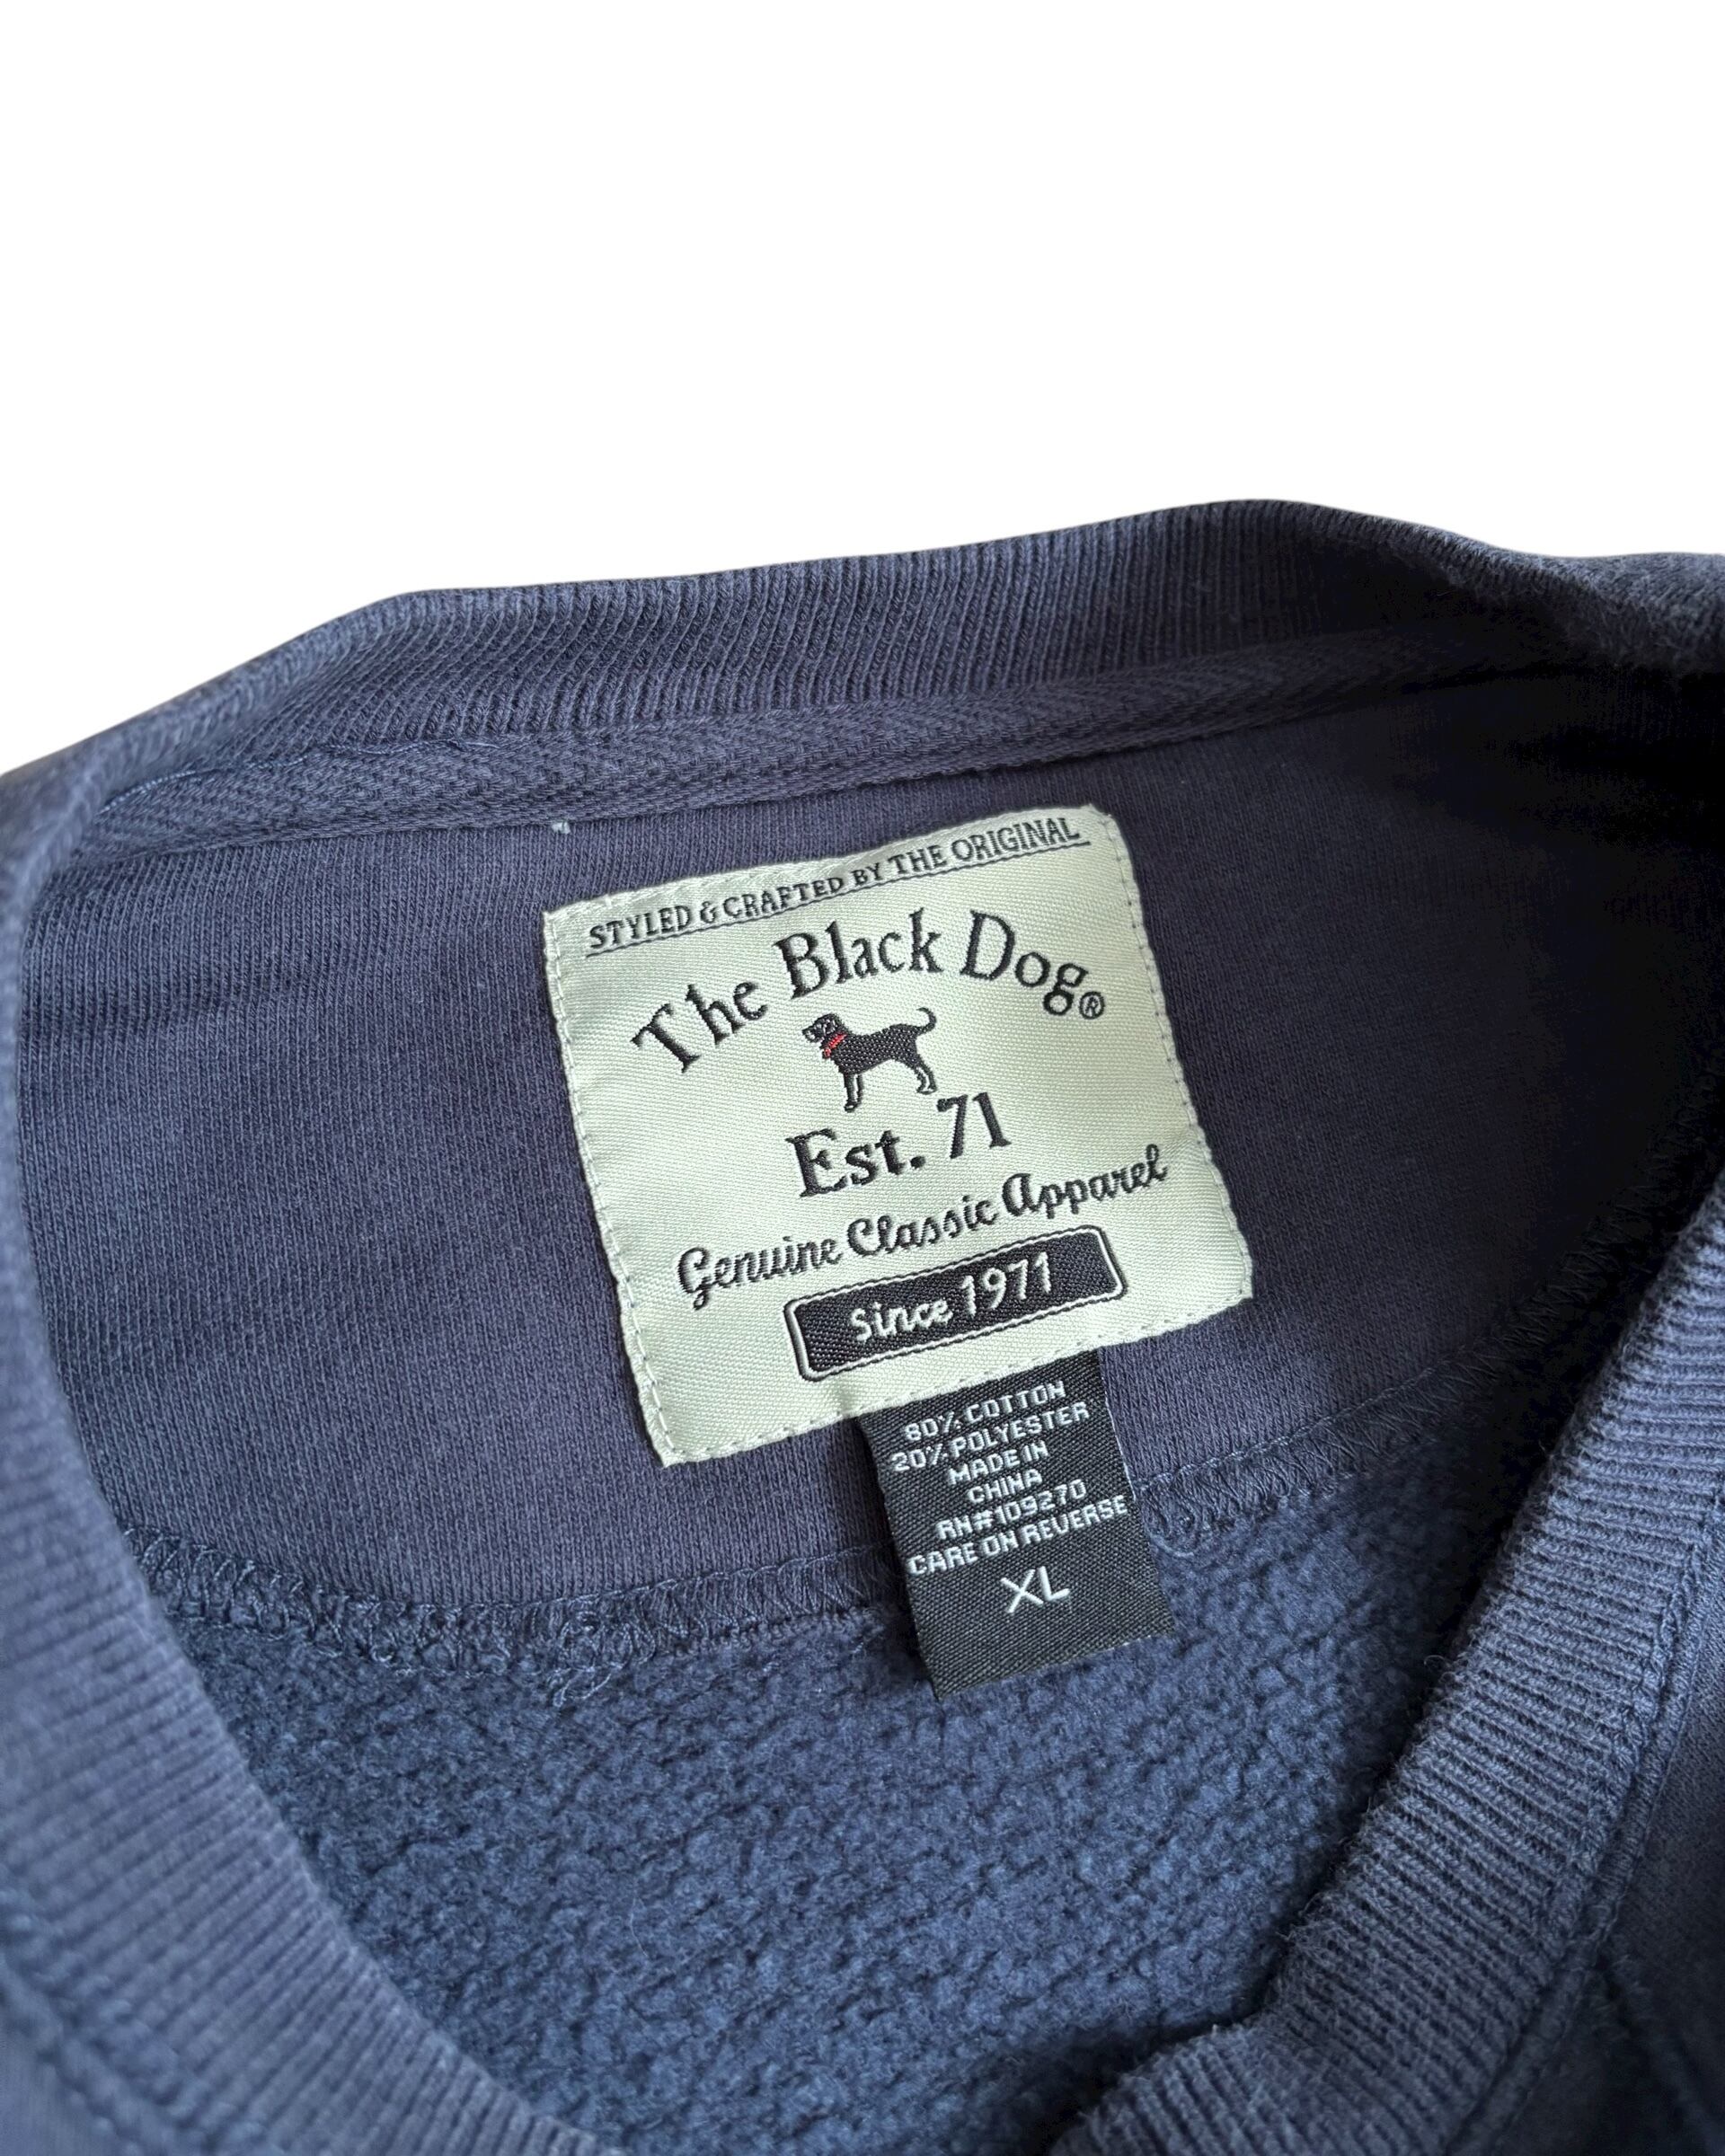 STYLED & CRAFTED BY THE ORIGINAL
The Black Dog®
Est. 71
Genuine Classic Apparel
Since 1971
80% COTTON
20% POLYESTER
MADE IN
CHINA
RN#109270
CARE ON REVERSE
XL